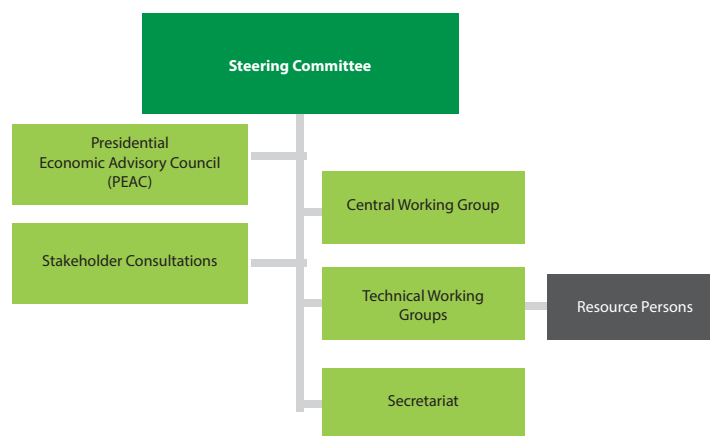 Steering Committee
Presidential
Economic Advisory Council
(PEAC)
Central Working Group
Stakeholder Consultations
Technical Working
Groups
Resource Persons
Secretariat